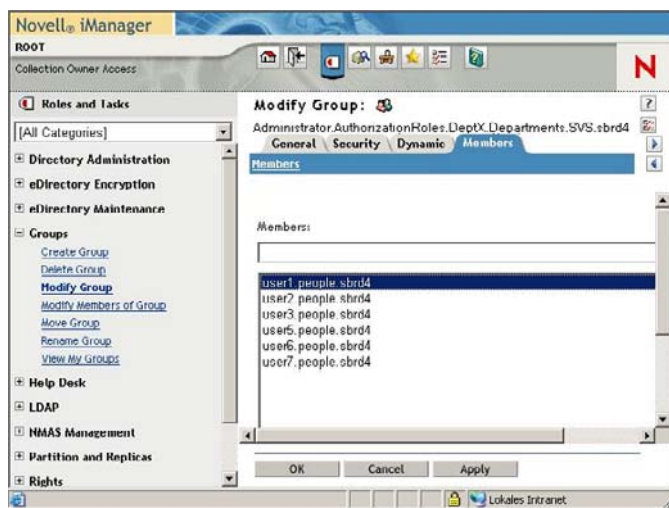 Novell® iManager
ROOT
Collection Owner Access
N
Roles and Tasks
[All Categories]
Directory Administration
eDirectory Encryption
eDirectory Maintenance
Groups
Create Group
Delete Group
Modify Group
Modify Members of Group
Move Group
Rename Group
View My Groups
Help Desk
LDAP
NMAS Management
Partition and Replicas
Rights
Modify Group:
?
Administrator.AuthorizationRoles.DeptX.Departments.SVS.sbrd4
General Security Dynamic Members
Members
Members:
user1.people.sbrd4
user2.people.sbrd4
user3.people.sbrd4
user5.people.sbrd4
user6.people.sbrd4
user7.people.sbrd4
OK Cancel Apply
Lokales Intranet